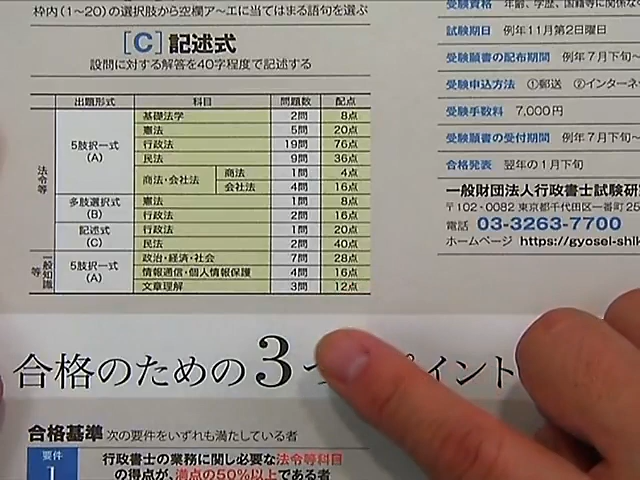 枠内（1〜20）の選択肢から空欄ア〜エに当てはまる語句を選ぶ
［C］記述式
設問に対する解答を40字程度で記述する
出題形式 科目 問題数 配点
法令等 5肢択一式（A） 基礎法学 2問 8点
憲法 5問 20点
行政法 19問 76点
民法 9問 36点
商法・会社法 商法 1問 4点
会社法 4問 16点
多肢選択式（B） 憲法 1問 8点
行政法 2問 16点
記述式（C） 行政法 1問 20点
民法 2問 40点
一般知識等 5肢択一式（A） 政治・経済・社会 7問 28点
情報通信・個人情報保護 4問 16点
文章理解 3問 12点
受験資格 年齢、学歴、国籍等に関係な
試験期日 例年11月第2日曜日
受験願書の配布期間 例年7月下旬〜
受験申込方法 ①郵送 ②インターネ
受験手数料 7,000円
受験願書の受付期間 例年7月下旬〜
合格発表 翌年の1月下旬
一般財団法人行政書士試験研
〒102-0082 東京都千代田区一番町25
電話 03-3263-7700
ホームページ https://gyosei-shik
合格のための3つ イント
合格基準 次の要件をいずれも満たしている者
要件1 行政書士の業務に関し必要な法令等科目
の得点が、満点の50%以上である者